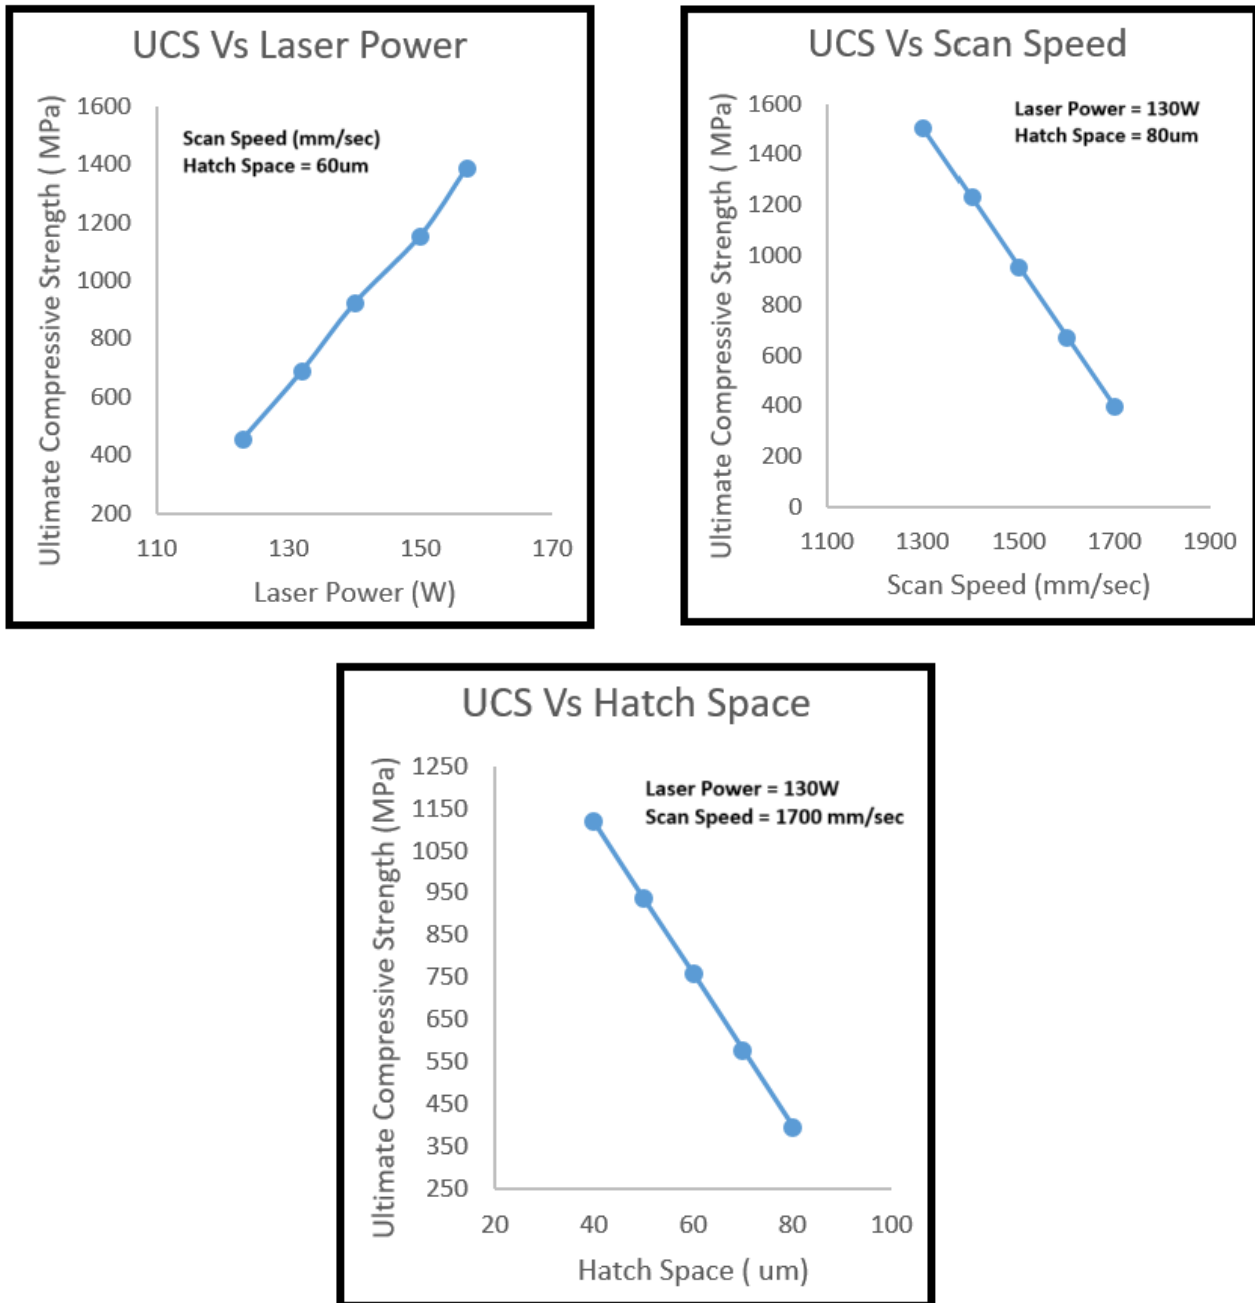 UCS Vs Laser Power
Ultimate Compressive Strength ( MPa)
1600
1400
1200
1000
800
600
400
200
Scan Speed (mm/sec)
Hatch Space = 60um
110 130 150 170
Laser Power (W)
UCS Vs Scan Speed
Ultimate Compressive Strength ( MPa)
1600
1400
1200
1000
800
600
400
200
0
Laser Power = 130W
Hatch Space = 80um
1100 1300 1500 1700 1900
Scan Speed (mm/sec)
UCS Vs Hatch Space
Ultimate Compressive Strength (MPa)
1250
1150
1050
950
850
750
650
550
450
350
250
Laser Power = 130W
Scan Speed = 1700 mm/sec
20 40 60 80 100
Hatch Space ( um)